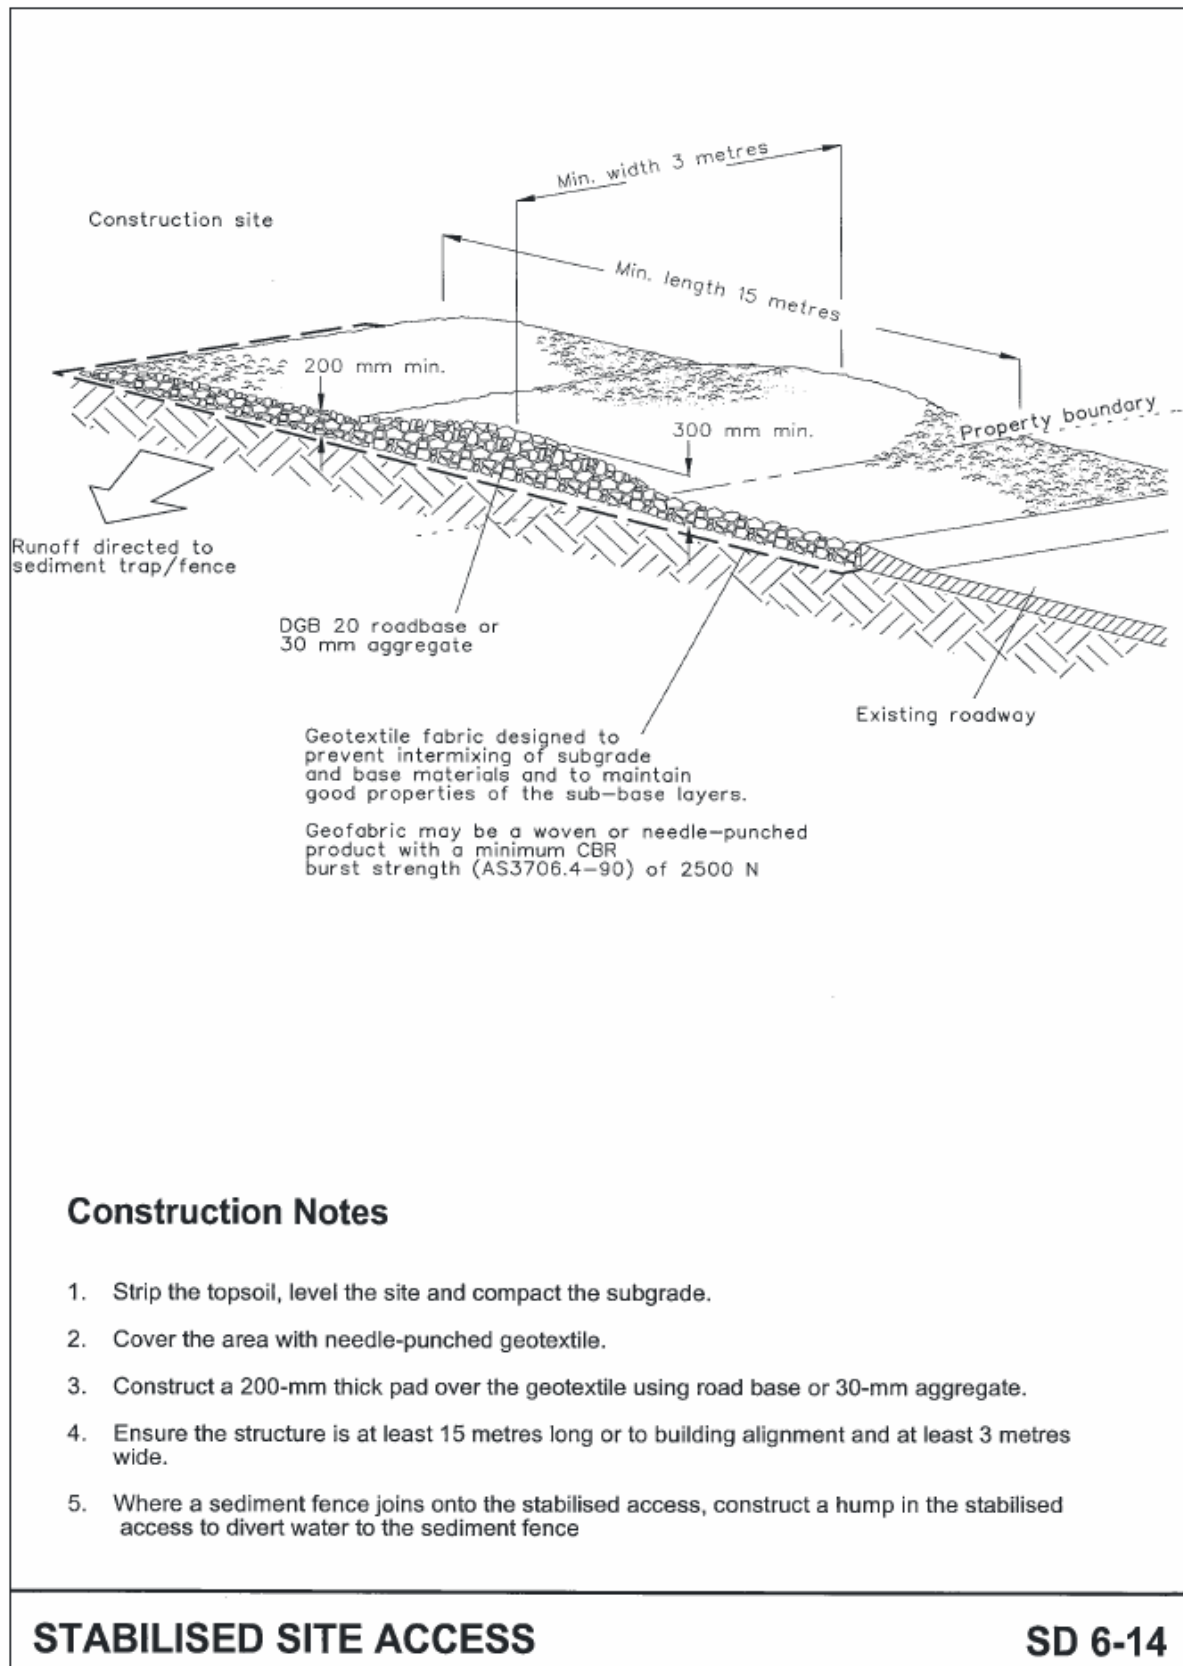 Min. width 3 metres
Construction site
Min. length 15 metres
200 mm min.
Property boundary
300 mm min.
Runoff directed to
sediment trap/fence
DGB 20 roadbase or
30 mm aggregate
Existing roadway
Geotextile fabric designed to
prevent intermixing of subgrade
and base materials and to maintain
good properties of the sub-base layers.
Geofabric may be a woven or needle-punched
product with a minimum CBR
burst strength (AS3706.4-90) of 2500 N
Construction Notes
1. Strip the topsoil, level the site and compact the subgrade.
2. Cover the area with needle-punched geotextile.
3. Construct a 200-mm thick pad over the geotextile using road base or 30-mm aggregate.
4. Ensure the structure is at least 15 metres long or to building alignment and at least 3 metres
wide.
5. Where a sediment fence joins onto the stabilised access, construct a hump in the stabilised
access to divert water to the sediment fence
STABILISED SITE ACCESS SD 6-14